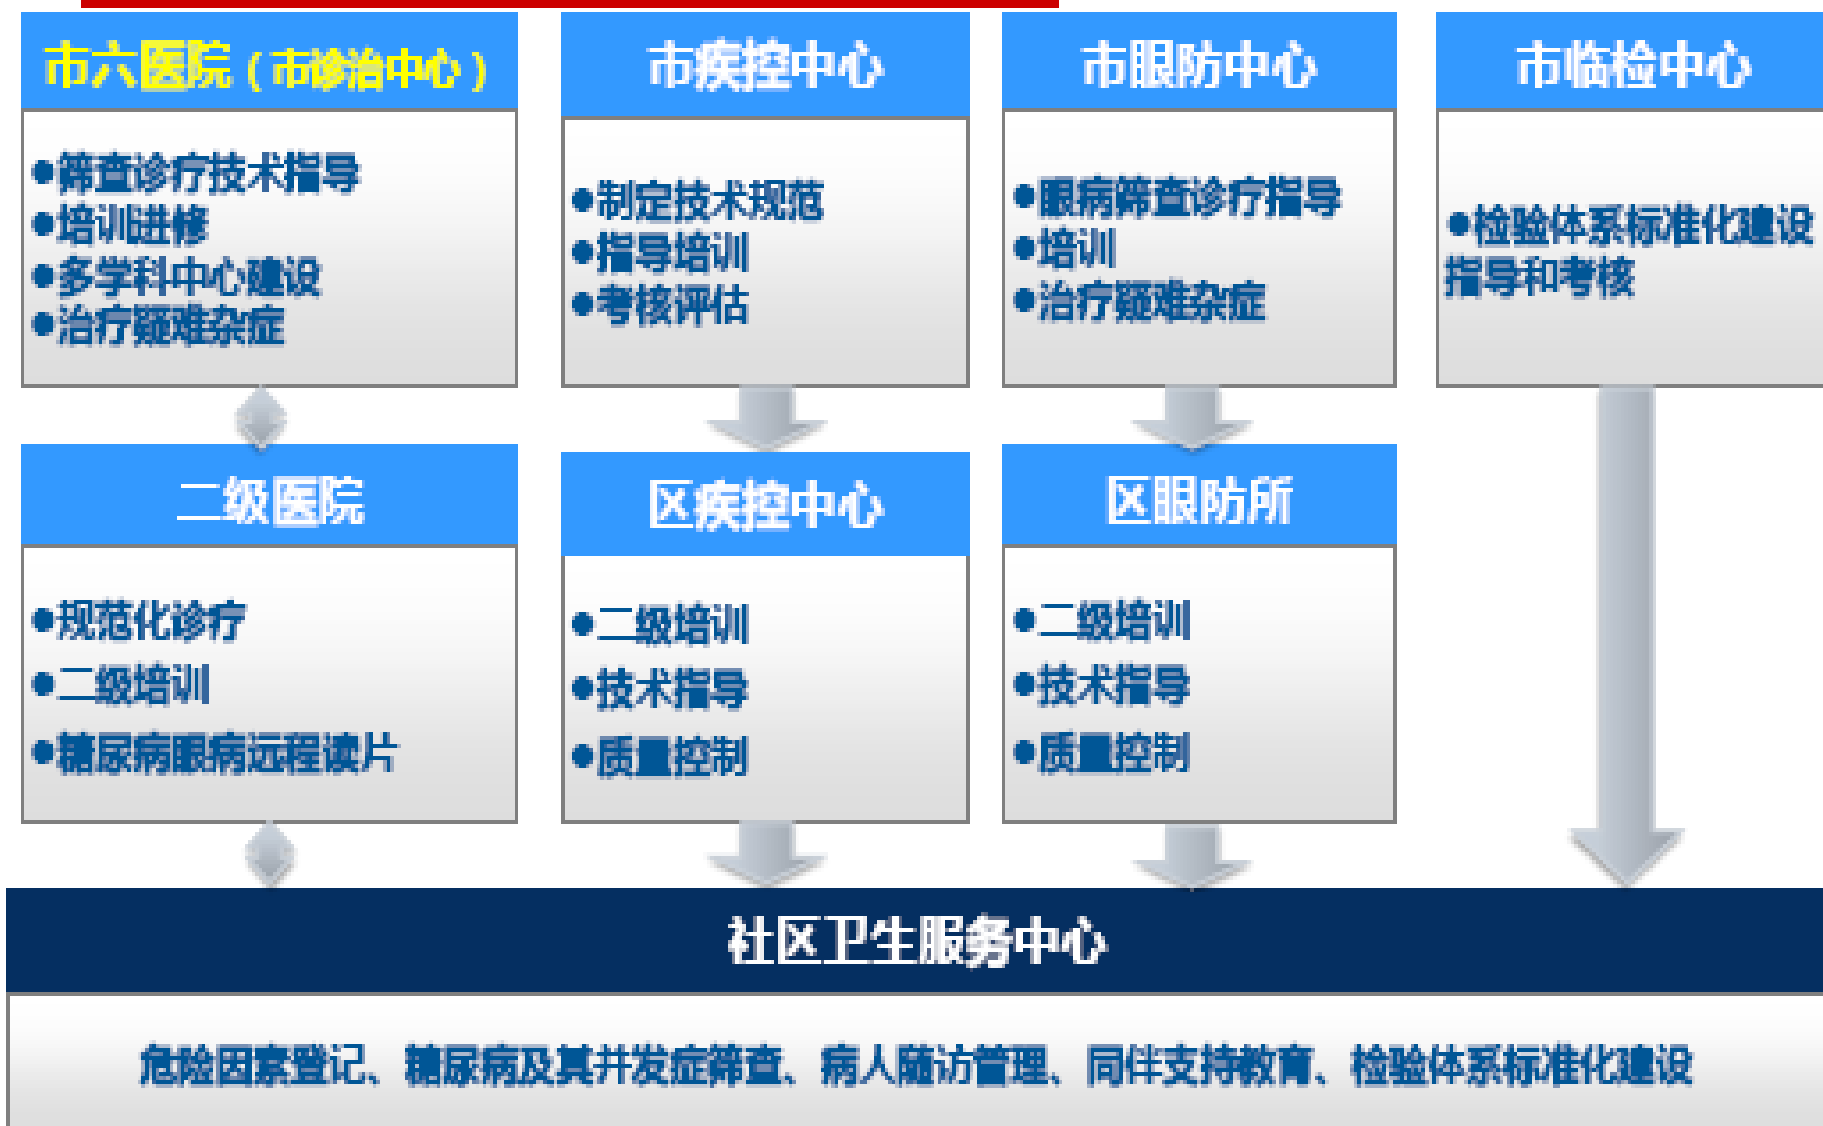 市六医院（市诊治中心）
●筛查诊疗技术指导
●培训进修
●多学科中心建设
●治疗疑难杂症
市疾控中心
●制定技术规范
●指导培训
●考核评估
市眼防中心
●眼病筛查诊疗指导
●培训
●治疗疑难杂症
市临检中心
●检验体系标准化建设
指导和考核
二级医院
●规范化诊疗
●二级培训
●糖尿病眼病远程读片
区疾控中心
●二级培训
●技术指导
●质量控制
区眼防所
●二级培训
●技术指导
●质量控制
社区卫生服务中心
危险因素登记、糖尿病及其并发症筛查、病人随访管理、同伴支持教育、检验体系标准化建设